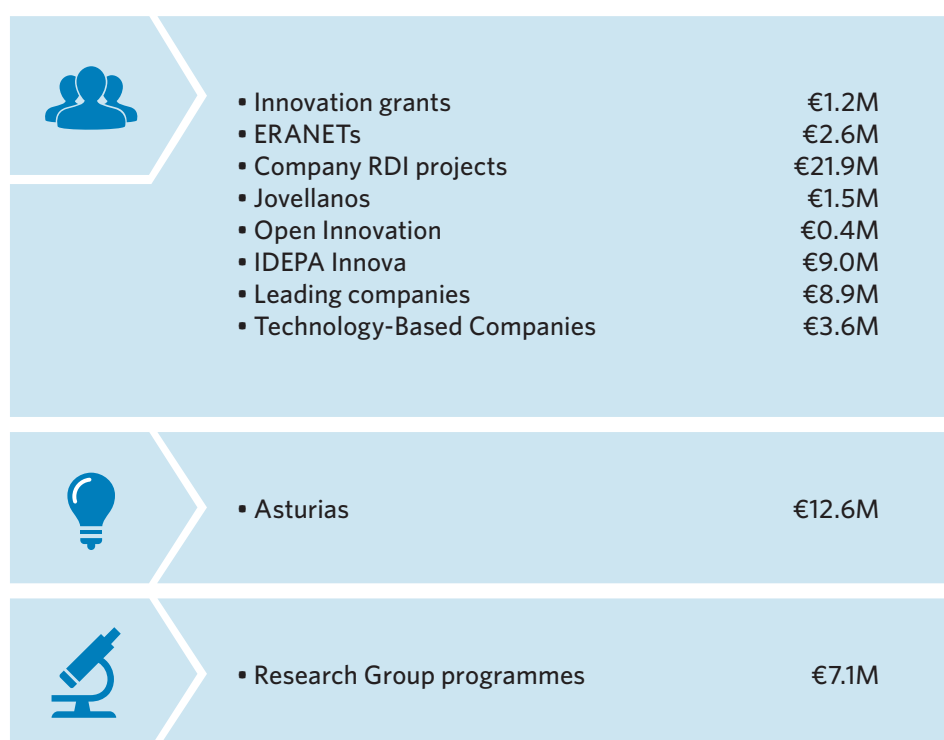 ▪ Innovation grants €1.2M
▪ ERANETs €2.6M
▪ Company RDI projects €21.9M
▪ Jovellanos €1.5M
▪ Open Innovation €0.4M
▪ IDEPA Innova €9.0M
▪ Leading companies €8.9M
▪ Technology-Based Companies €3.6M
▪ Asturias €12.6M
▪ Research Group programmes €7.1M